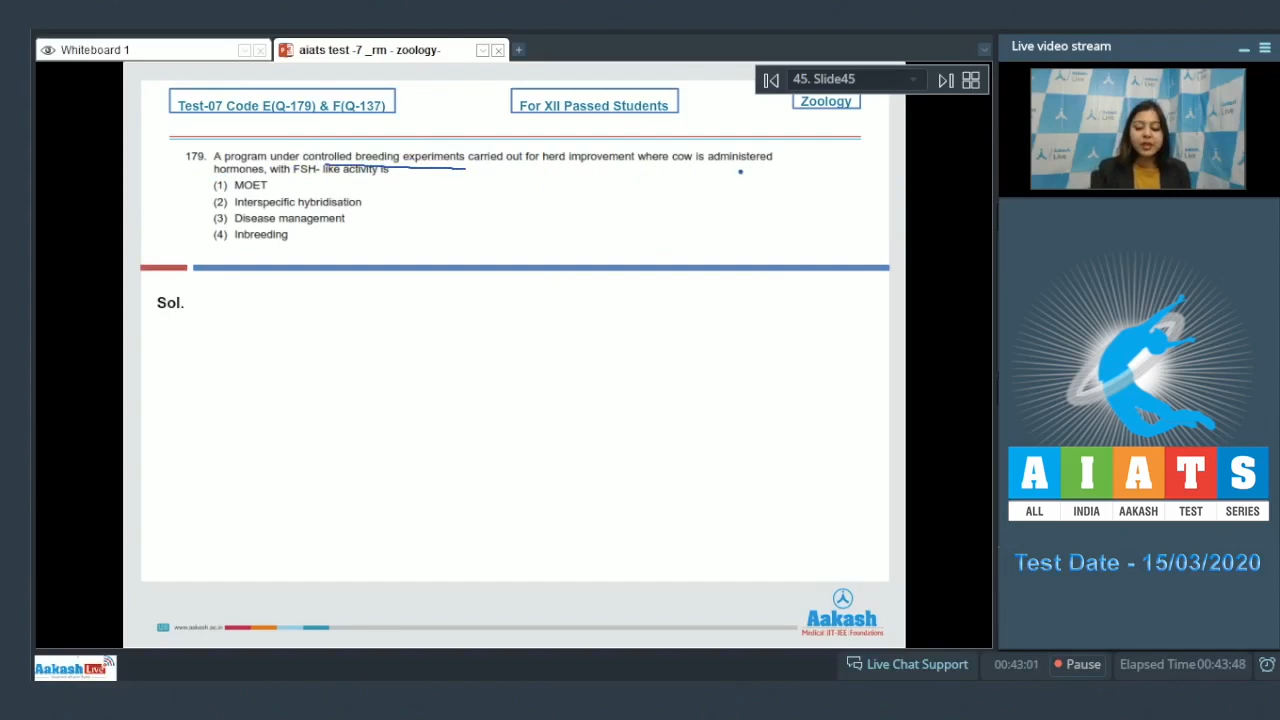 Whiteboard 1
aiats test -7 _rm - zoology-
Live video stream
45. Slide45
Test-07 Code E(Q-179) & F(Q-137)
For XII Passed Students
Zoology
179. A program under controlled breeding experiments carried out for herd improvement where cow is administered
hormones, with FSH- like activity is
(1) MOET
(2) Interspecific hybridisation
(3) Disease management
(4) Inbreeding
Sol.
A I A T S
ALL INDIA AAKASH TEST SERIES
Test Date - 15/03/2020
www.aakash.ac.in
Aakash
Medical|IIT-JEE|Foundations
Aakash Live
Live Chat Support
00:43:01
Pause
Elapsed Time 00:43:48